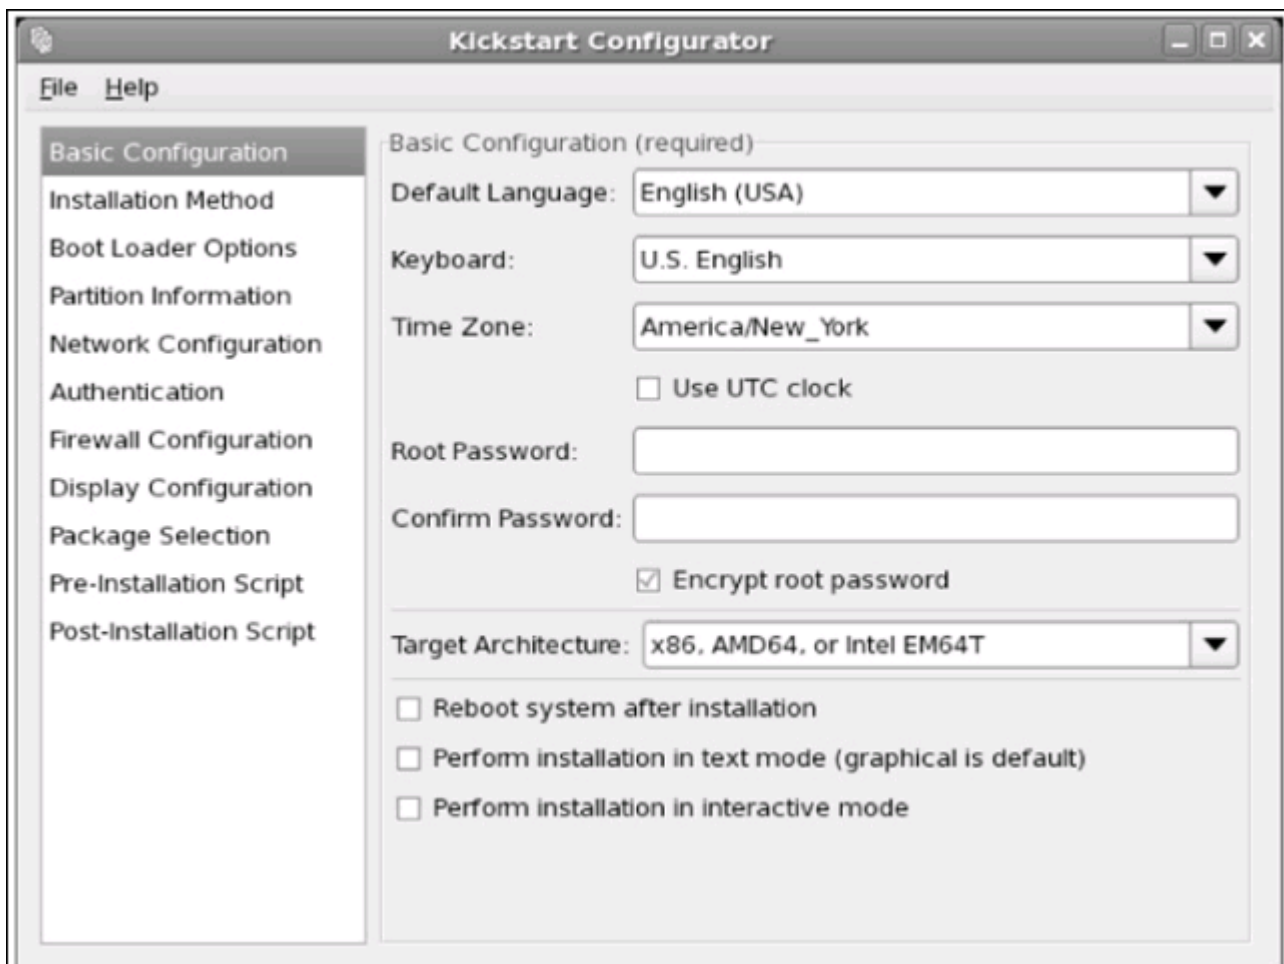 Kickstart Configurator
File Help
Basic Configuration
Installation Method
Boot Loader Options
Partition Information
Network Configuration
Authentication
Firewall Configuration
Display Configuration
Package Selection
Pre-Installation Script
Post-Installation Script
Basic Configuration (required)
Default Language: English (USA)
Keyboard: U.S. English
Time Zone: America/New_York
Use UTC clock
Root Password:
Confirm Password:
Encrypt root password
Target Architecture: x86, AMD64, or Intel EM64T
Reboot system after installation
Perform installation in text mode (graphical is default)
Perform installation in interactive mode